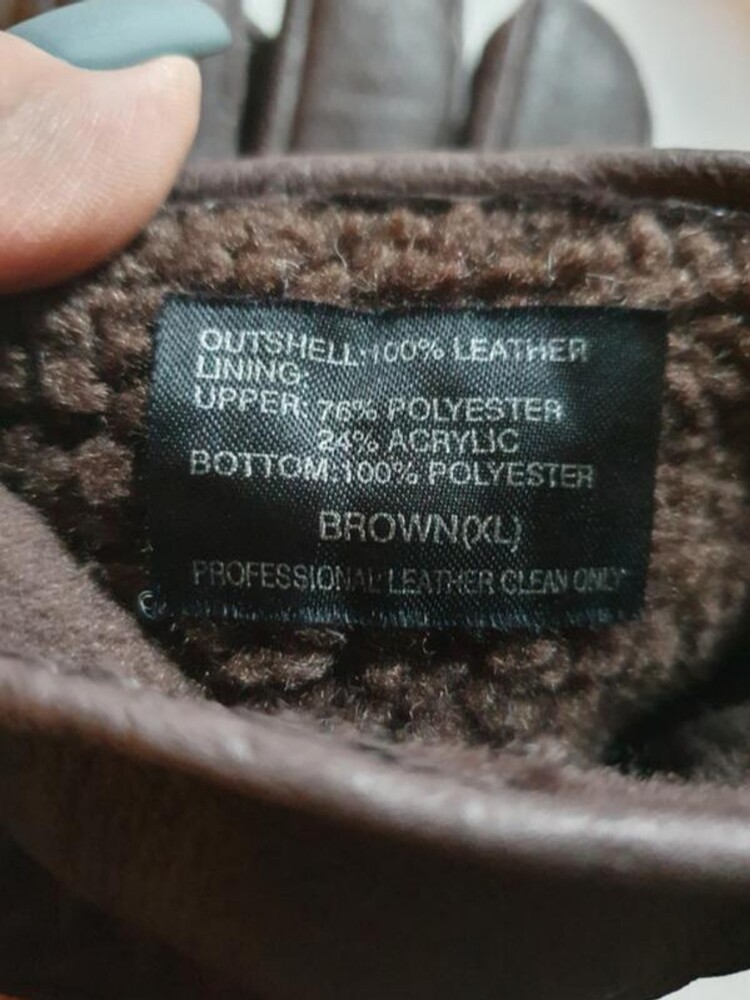 OUTSHELL:100% LEATHER
LINING:
UPPER: 76% POLYESTER
24% ACRYLIC
BOTTOM:100% POLYESTER
BROWN(XL)
PROFESSIONAL LEATHER CLEAN ONLY